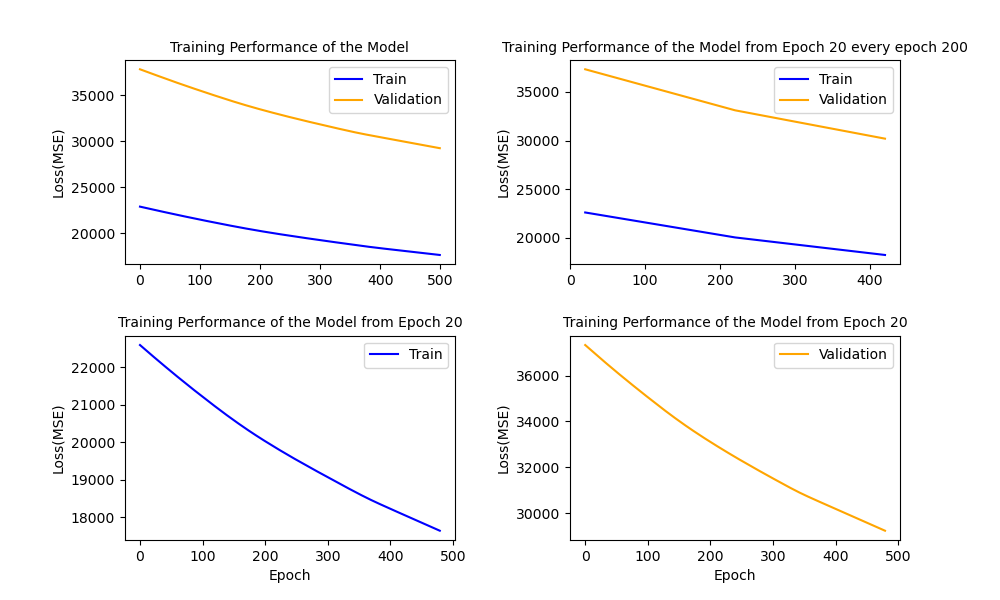 Training Performance of the Model
Loss(MSE)
35000
30000
25000
20000
0 100 200 300 400 500
Train
Validation
Training Performance of the Model from Epoch 20 every epoch 200
Loss(MSE)
35000
30000
25000
20000
0 100 200 300 400
Train
Validation
Training Performance of the Model from Epoch 20
Loss(MSE)
22000
21000
20000
19000
18000
0 100 200 300 400 500
Epoch
Train
Training Performance of the Model from Epoch 20
Loss(MSE)
36000
34000
32000
30000
0 100 200 300 400 500
Epoch
Validation